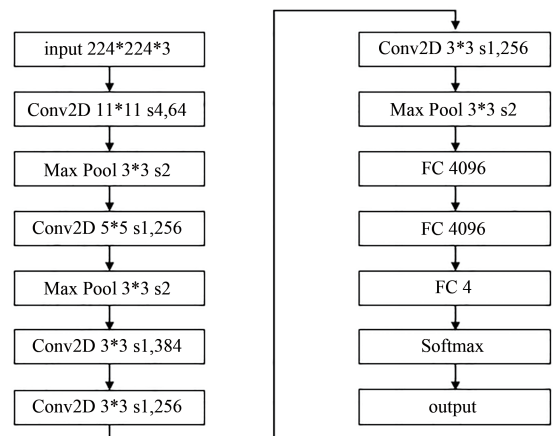 input 224*224*3
Conv2D 11*11 s4,64
Max Pool 3*3 s2
Conv2D 5*5 s1,256
Max Pool 3*3 s2
Conv2D 3*3 s1,384
Conv2D 3*3 s1,256
Conv2D 3*3 s1,256
Max Pool 3*3 s2
FC 4096
FC 4096
FC 4
Softmax
output